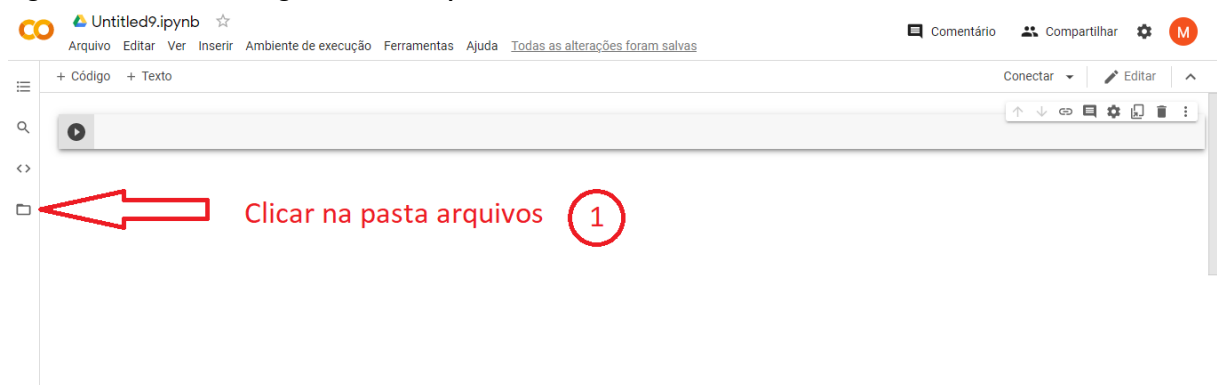 Untitled9.ipynb
Comentário Compartilhar M
Arquivo Editar Ver Inserir Ambiente de execução Ferramentas Ajuda Todas as alterações foram salvas
+ Código + Texto Conectar Editar
Clicar na pasta arquivos 1